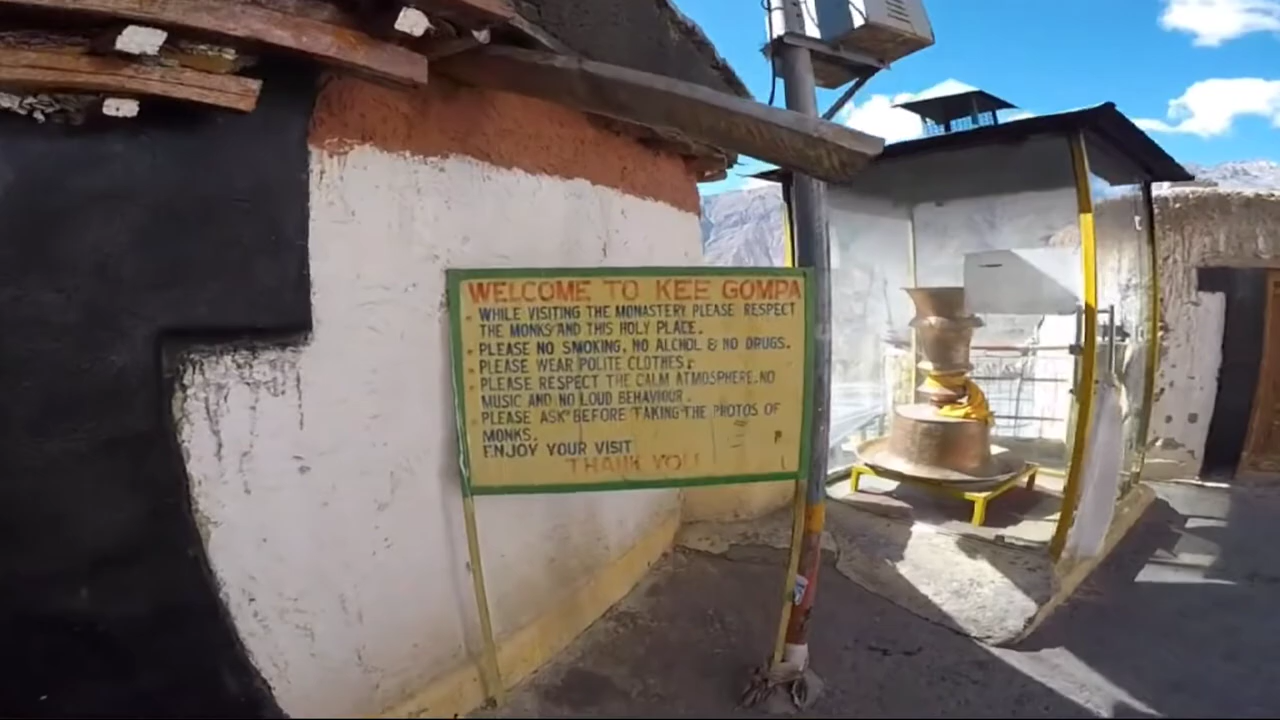 WELCOME TO KEE GOMPA
WHILE VISITING THE MONASTERY PLEASE RESPECT
THE MONKS AND THIS HOLY PLACE.
PLEASE NO SMOKING, NO ALCHOL & NO DRUGS.
PLEASE WEAR POLITE CLOTHES.
PLEASE RESPECT THE CALM ATMOSPHERE.NO
MUSIC AND NO LOUD BEHAVIOUR.
PLEASE ASK BEFORE TAKING THE PHOTOS OF
MONKS.
ENJOY YOUR VISIT
THANK YOU